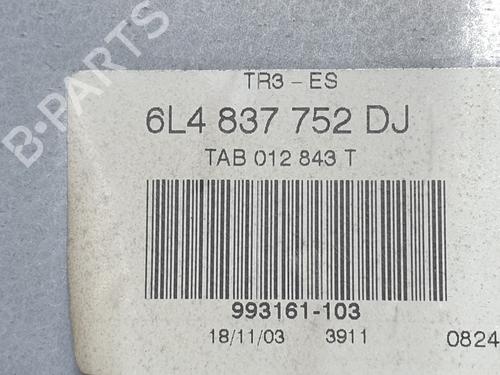 B-PARTS
TR3-ES
6L4 837 752 DJ
TAB 012 843 T
993161-103
18/11/03 3911 0824